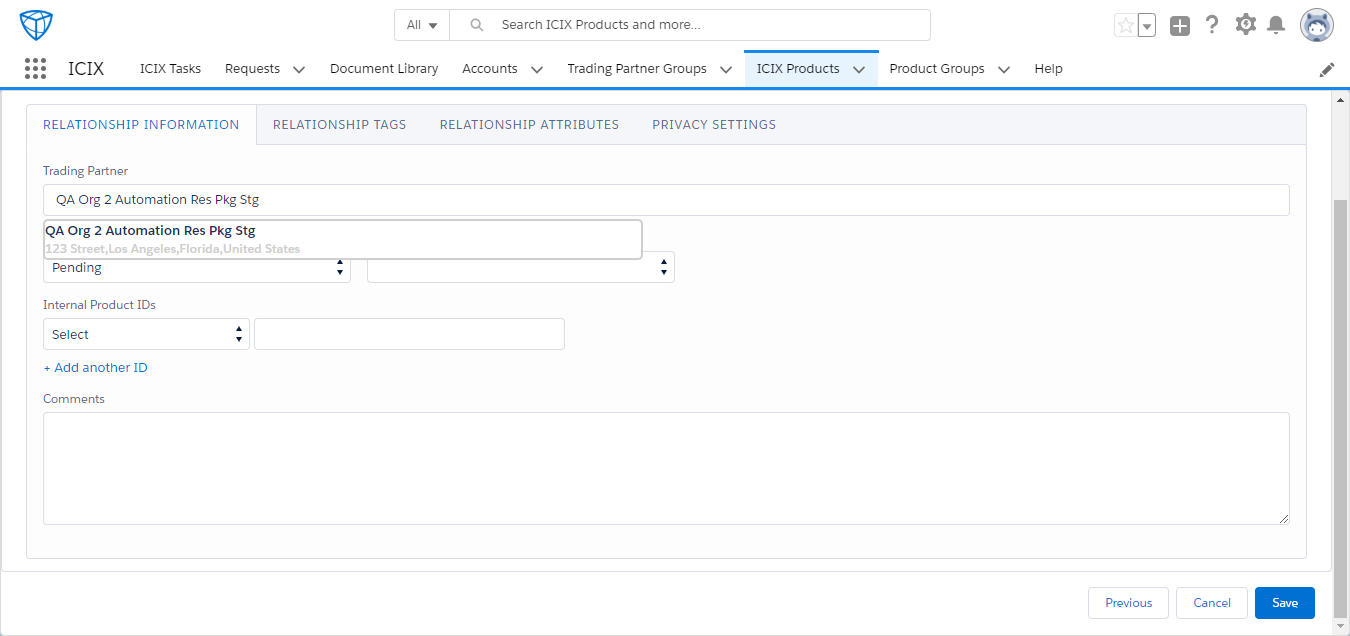 All
Search ICIX Products and more...
ICIX
ICIX Tasks
Requests
Document Library
Accounts
Trading Partner Groups
ICIX Products
Product Groups
Help
RELATIONSHIP INFORMATION
RELATIONSHIP TAGS
RELATIONSHIP ATTRIBUTES
PRIVACY SETTINGS
Trading Partner
QA Org 2 Automation Res Pkg Stg
QA Org 2 Automation Res Pkg Stg
123 Street,Los Angeles,Florida,United States
Pending
Internal Product IDs
Select
+ Add another ID
Comments
Previous
Cancel
Save